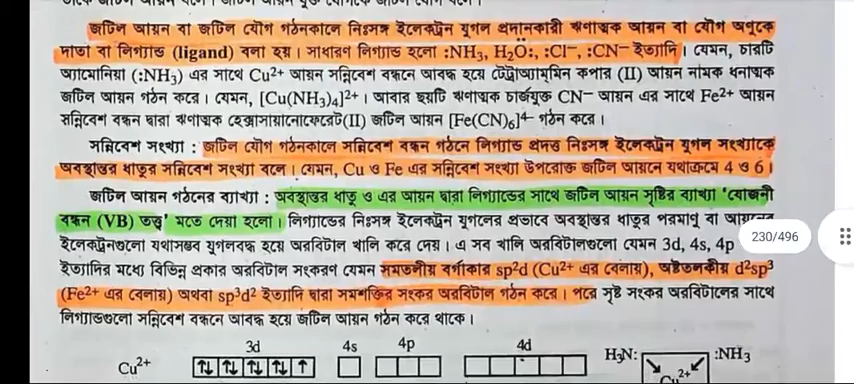 জটিল আয়ন বা জটিল যৌগ গঠনকালে নিঃসঙ্গ ইলেকট্রন যুগল প্রদানকারী ঋণাত্মক আয়ন বা যৌগ অণুকে
দাতা বা লিগ্যান্ড (ligand) বলা হয়। সাধারণ লিগ্যান্ড হলো :NH₃, H₂Ö:, :Cl⁻, :CN⁻ ইত্যাদি। যেমন, চারটি
অ্যামোনিয়া (:NH₃) এর সাথে Cu²⁺ আয়ন সন্নিবেশ বন্ধনে আবদ্ধ হয়ে টেট্রাঅ্যামমিন কপার (II) আয়ন নামক ধনাত্মক
জটিল আয়ন গঠন করে। যেমন, [Cu(NH₃)₄]²⁺। আবার ছয়টি ঋণাত্মক চার্জযুক্ত CN⁻ আয়ন এর সাথে Fe²⁺ আয়ন
সন্নিবেশ বন্ধন দ্বারা ঋণাত্মক হেক্সাসায়ানোফেরেট(II) জটিল আয়ন [Fe(CN)₆]⁴⁻ গঠন করে।
সন্নিবেশ সংখ্যা : জটিল যৌগ গঠনকালে সন্নিবেশ বন্ধন গঠনে লিগ্যান্ড প্রদত্ত নিঃসঙ্গ ইলেকট্রন যুগল সংখ্যাকে
অবস্থান্তর ধাতুর সন্নিবেশ সংখ্যা বলে। যেমন, Cu ও Fe এর সন্নিবেশ সংখ্যা উপরোক্ত জটিল আয়নে যথাক্রমে 4 ও 6।
জটিল আয়ন গঠনের ব্যাখ্যা : অবস্থান্তর ধাতু ও এর আয়ন দ্বারা লিগ্যান্ডের সাথে জটিল আয়ন সৃষ্টির ব্যাখ্যা 'যোজনী
বন্ধন (VB) তত্ত্ব' মতে দেয়া হলো। লিগ্যান্ডের নিঃসঙ্গ ইলেকট্রন যুগলের প্রভাবে অবস্থান্তর ধাতুর পরমাণু বা আয়নের
ইলেকট্রনগুলো যথাসম্ভব যুগলবদ্ধ হয়ে অরবিটাল খালি করে দেয়। এ সব খালি অরবিটালগুলো যেমন 3d, 4s, 4p
230/496
ইত্যাদির মধ্যে বিভিন্ন প্রকার অরবিটাল সংকরণ যেমন সমতলীয় বর্গাকার sp²d (Cu²⁺ এর বেলায়), অষ্টতলকীয় d²sp³
(Fe²⁺ এর বেলায়) অথবা sp³d² ইত্যাদি দ্বারা সমশক্তির সংকর অরবিটাল গঠন করে। পরে সৃষ্ট সংকর অরবিটালের সাথে
লিগ্যান্ডগুলো সন্নিবেশ বন্ধনে আবদ্ধ হয়ে জটিল আয়ন গঠন করে থাকে।
3d 4s 4p 4d
Cu²⁺ ⇅ ⇅ ⇅ ⇅ ↑ H₃N: :NH₃
Cu²⁺